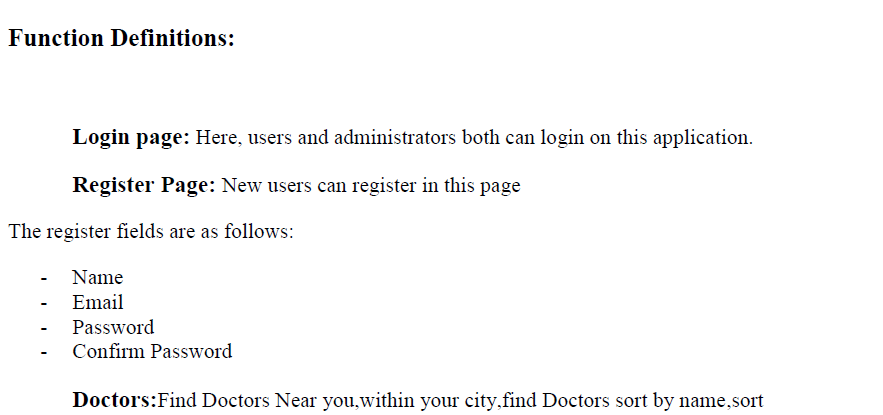 Function Definitions:
Login page: Here, users and administrators both can login on this application.
Register Page: New users can register in this page
The register fields are as follows:
- Name
- Email
- Password
- Confirm Password
Doctors:Find Doctors Near you,within your city,find Doctors sort by name,sort